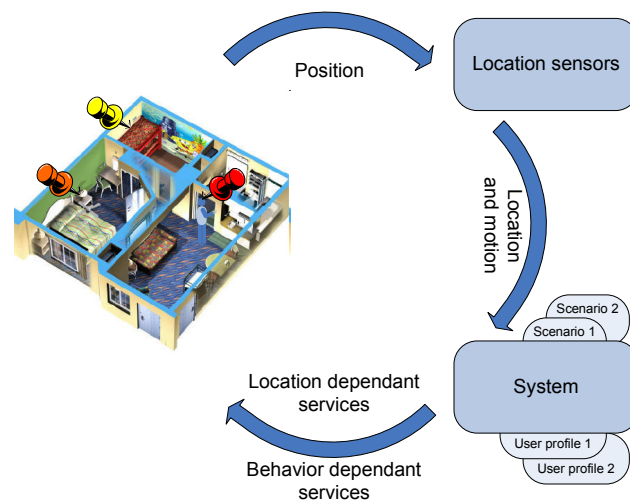 Position
Location sensors
Location
and motion
Scenario 2
Scenario 1
System
User profile 1
User profile 2
Location dependant
services
Behavior dependant
services